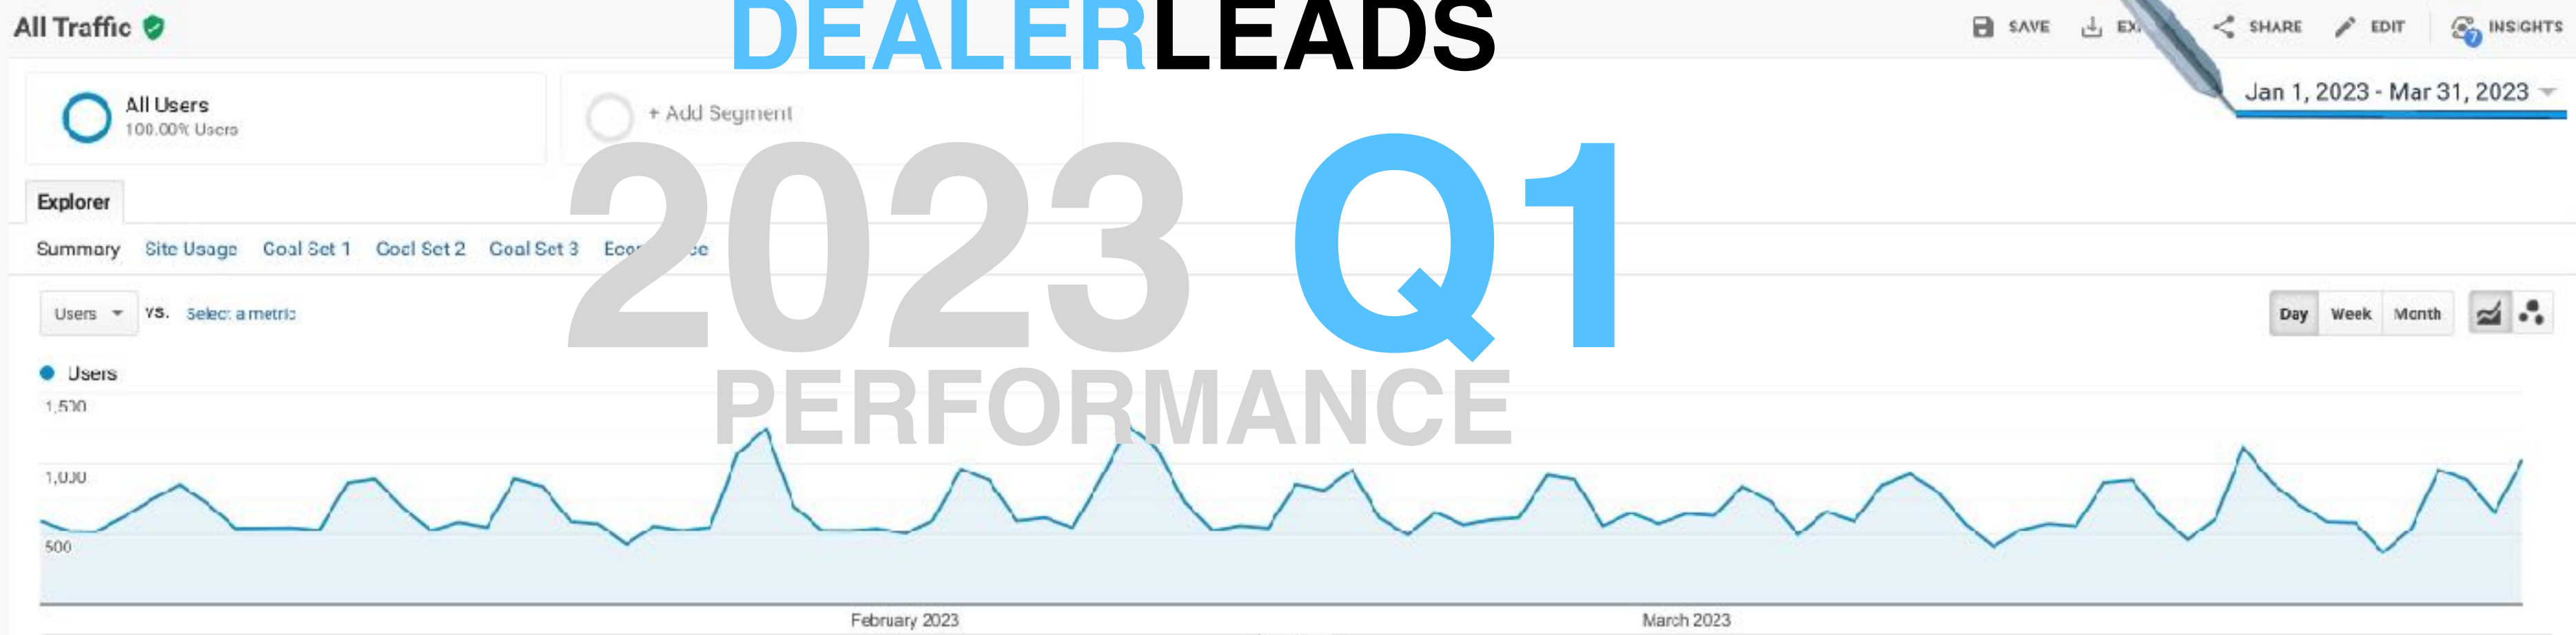 DEALERLEADS
All Traffic
SAVE
SHARE
EDIT
INSIGHTS
7
All Users
100.00% Users
+ Add Segment
Jan 1, 2023 - Mar 31, 2023
2023 Q1
PERFORMANCE
Explorer
Summary Site Usage Goal Set 1 Goal Set 2 Goal Set 3
Users VS. Select a metric
Day Week Month
Users
1,500
1,000
500
February 2023 March 2023